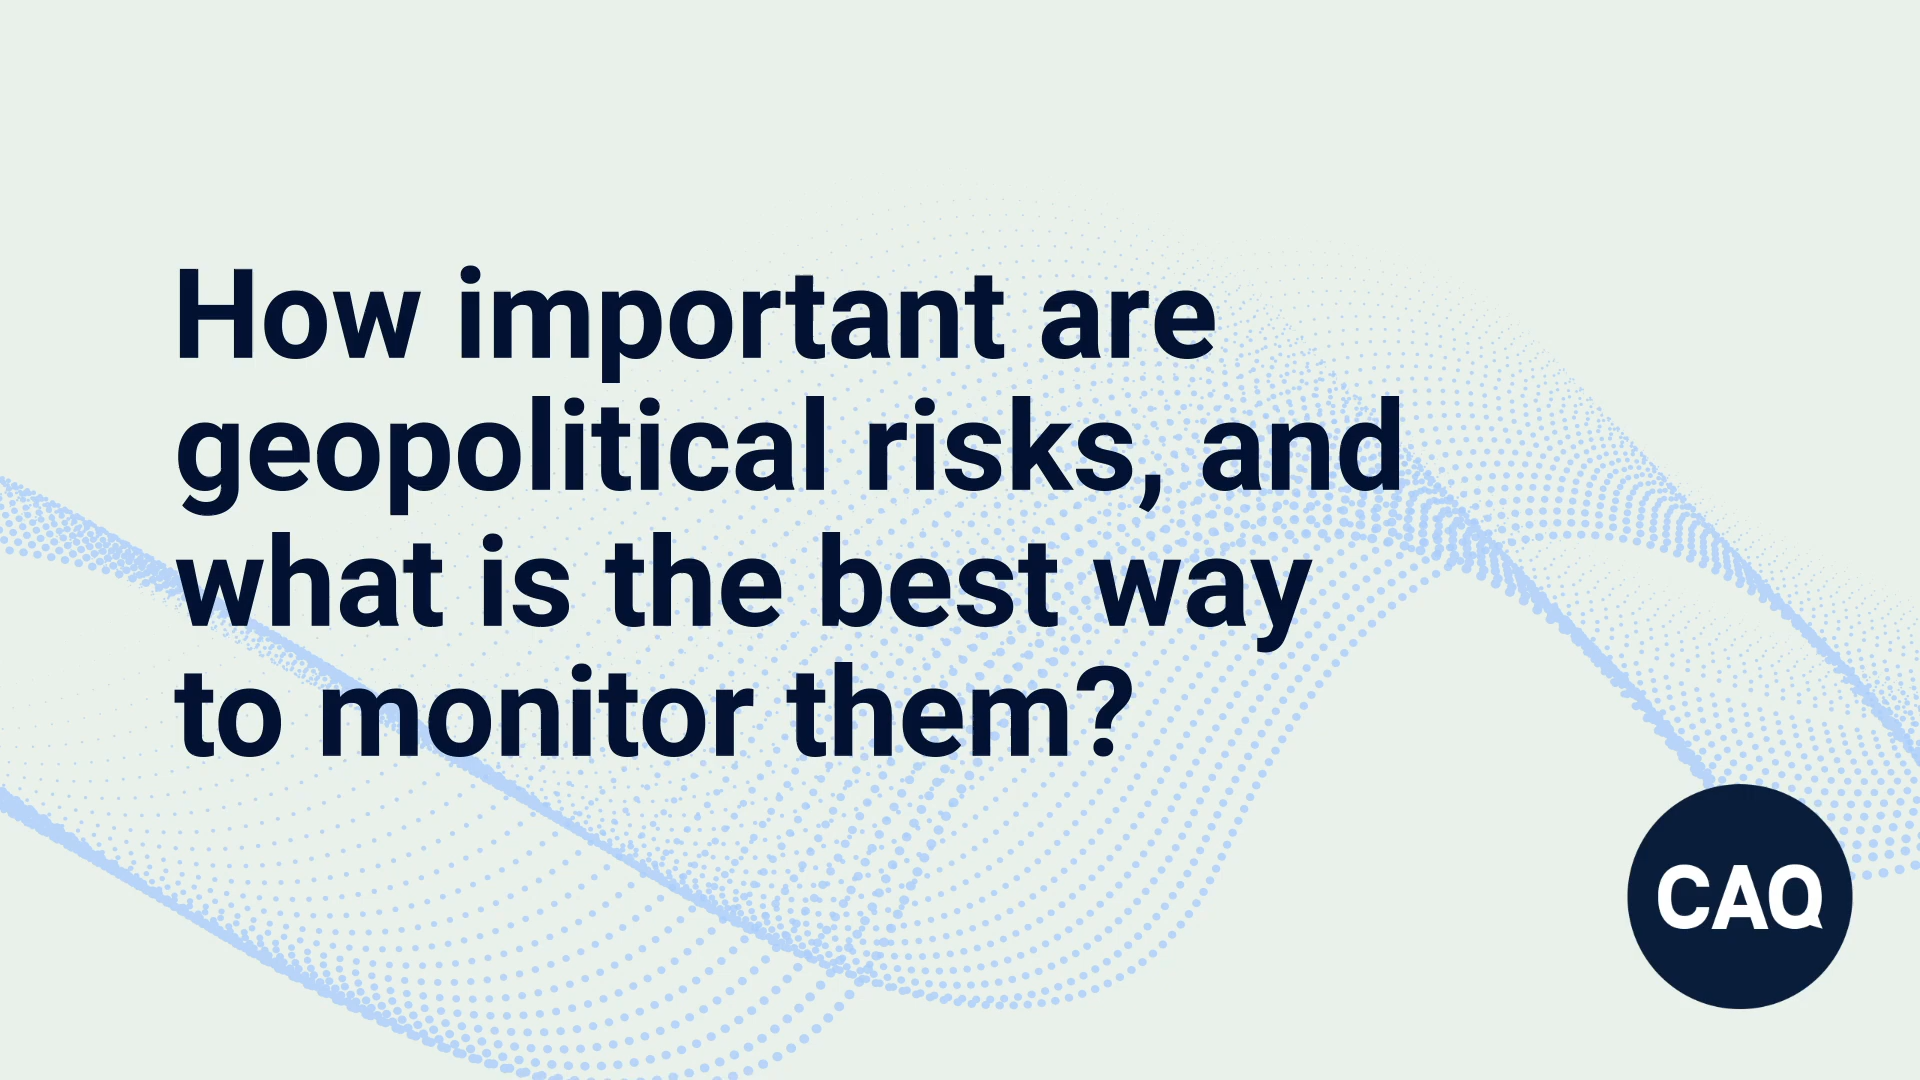 How important are
geopolitical risks, and
what is the best way
to monitor them?
CAQ